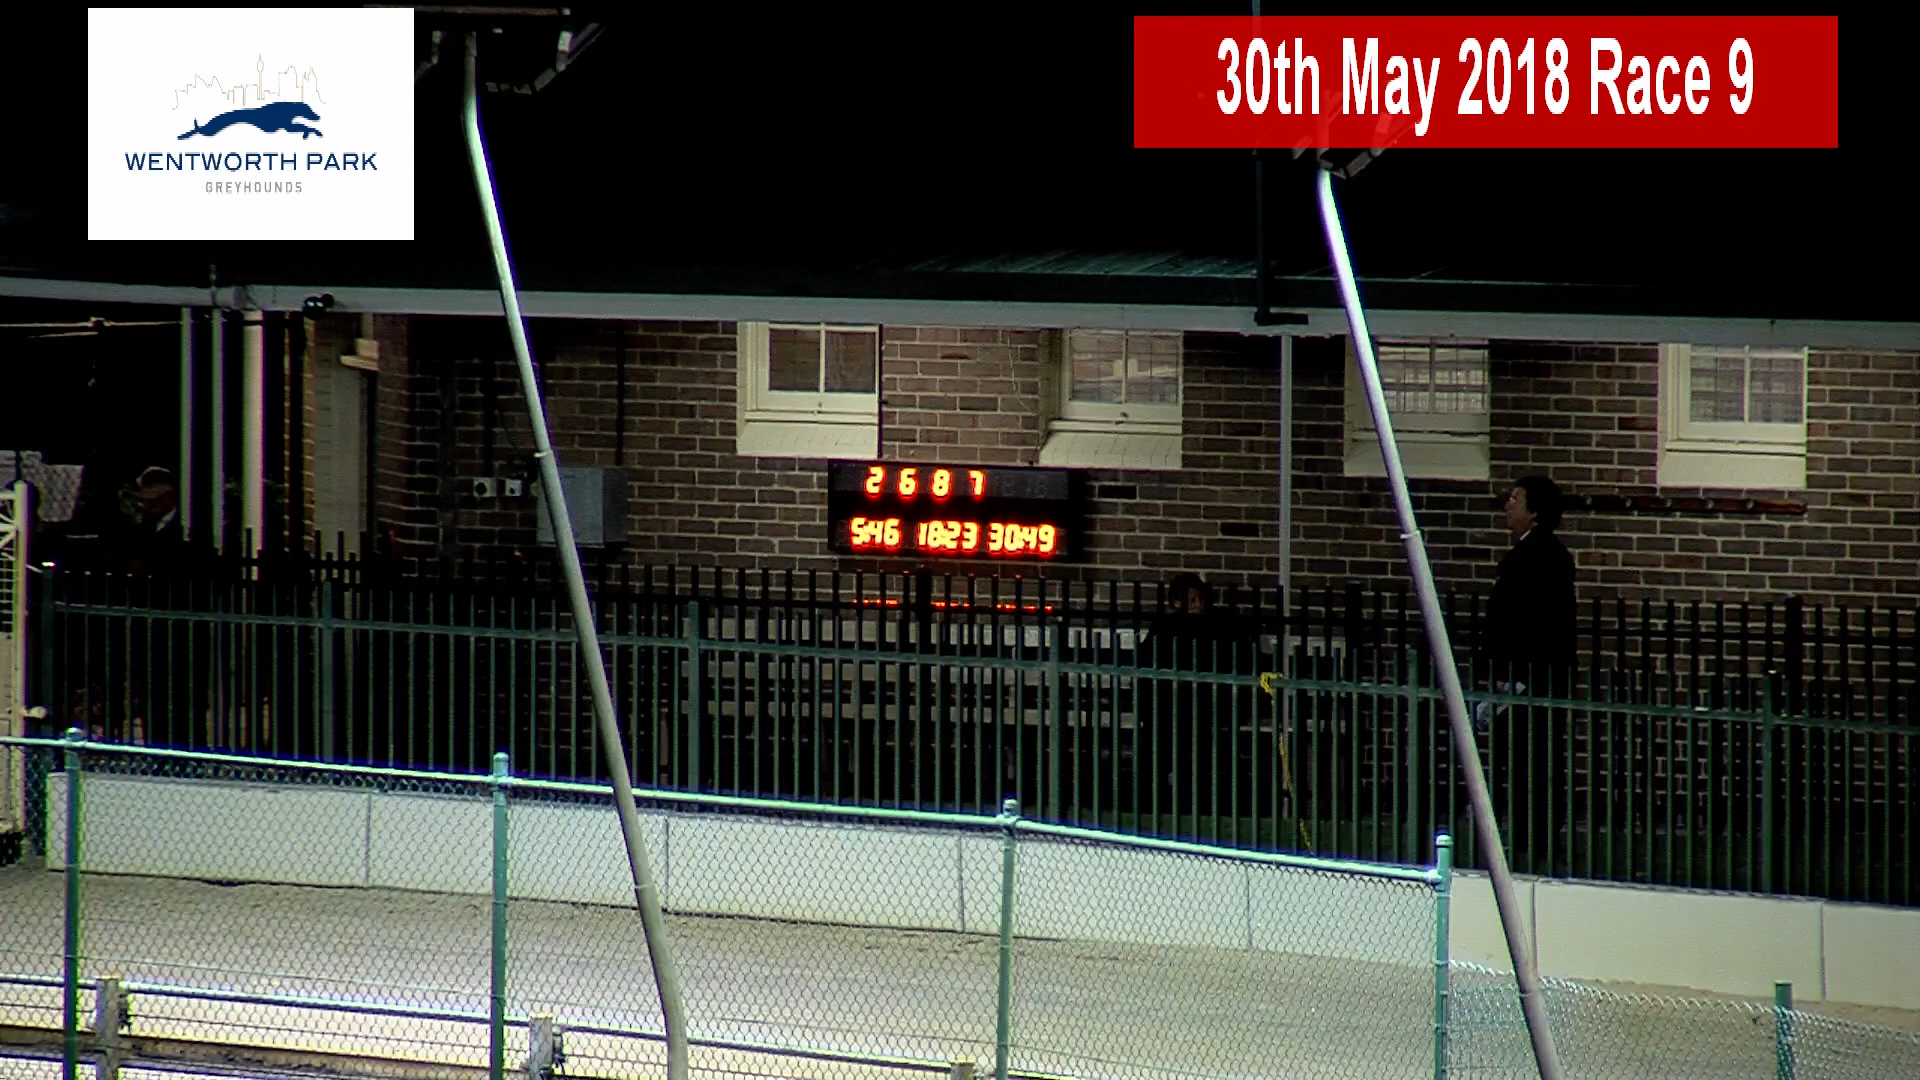 WENTWORTH PARK
GREYHOUNDS
30th May 2018 Race 9
2 6 8 7
5:46 18:23 30:49